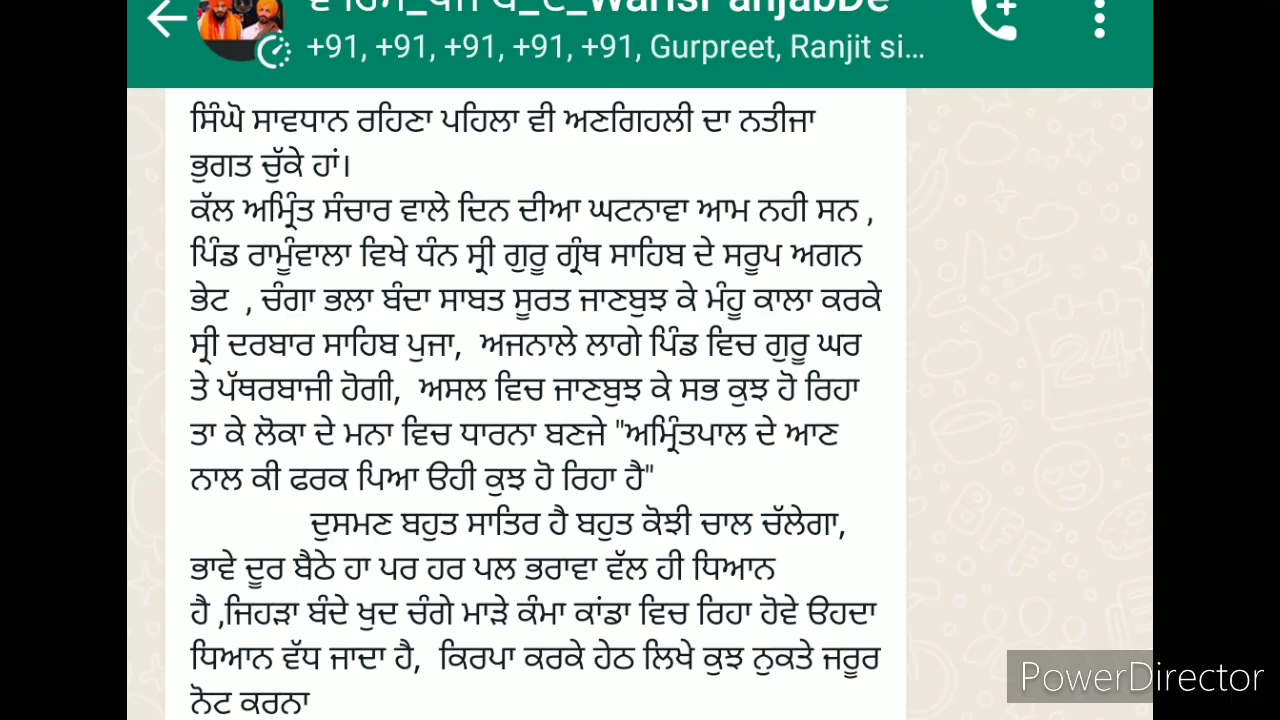 WarisPanjabDe
+91, +91, +91, +91, +91, Gurpreet, Ranjit si...
ਸਿੰਘੋ ਸਾਵਧਾਨ ਰਹਿਣਾ ਪਹਿਲਾ ਵੀ ਅਣਗਿਹਲੀ ਦਾ ਨਤੀਜਾ
ਭੁਗਤ ਚੁੱਕੇ ਹਾਂ।
ਕੱਲ ਅਮ੍ਰਿੰਤ ਸੰਚਾਰ ਵਾਲੇ ਦਿਨ ਦੀਆ ਘਟਨਾਵਾ ਆਮ ਨਹੀ ਸਨ ,
ਪਿੰਡ ਰਾਮੂੰਵਾਲਾ ਵਿਖੇ ਧੰਨ ਸ੍ਰੀ ਗੁਰੂ ਗ੍ਰੰਥ ਸਾਹਿਬ ਦੇ ਸਰੂਪ ਅਗਨ
ਭੇਟ , ਚੰਗਾ ਭਲਾ ਬੰਦਾ ਸਾਬਤ ਸੂਰਤ ਜਾਣਬੁਝ ਕੇ ਮੰਹੂ ਕਾਲਾ ਕਰਕੇ
ਸ੍ਰੀ ਦਰਬਾਰ ਸਾਹਿਬ ਪੁਜਾ, ਅਜਨਾਲੇ ਲਾਗੇ ਪਿੰਡ ਵਿਚ ਗੁਰੂ ਘਰ
ਤੇ ਪੱਥਰਬਾਜੀ ਹੋਗੀ, ਅਸਲ ਵਿਚ ਜਾਣਬੁਝ ਕੇ ਸਭ ਕੁਝ ਹੋ ਰਿਹਾ
ਤਾ ਕੇ ਲੋਕਾ ਦੇ ਮਨਾ ਵਿਚ ਧਾਰਨਾ ਬਣਜੇ "ਅਮ੍ਰਿੰਤਪਾਲ ਦੇ ਆਣ
ਨਾਲ ਕੀ ਫਰਕ ਪਿਆ ਓਹੀ ਕੁਝ ਹੋ ਰਿਹਾ ਹੈ"
ਦੁਸਮਣ ਬਹੁਤ ਸਾਤਿਰ ਹੈ ਬਹੁਤ ਕੋਝੀ ਚਾਲ ਚੱਲੇਗਾ,
ਭਾਵੇ ਦੂਰ ਬੈਠੇ ਹਾ ਪਰ ਹਰ ਪਲ ਭਰਾਵਾ ਵੱਲ ਹੀ ਧਿਆਨ
ਹੈ ,ਜਿਹੜਾ ਬੰਦੇ ਖੁਦ ਚੰਗੇ ਮਾੜੇ ਕੰਮਾ ਕਾਂਡਾ ਵਿਚ ਰਿਹਾ ਹੋਵੇ ਓਹਦਾ
ਧਿਆਨ ਵੱਧ ਜਾਦਾ ਹੈ, ਕਿਰਪਾ ਕਰਕੇ ਹੇਠ ਲਿਖੇ ਕੁਝ ਨੁਕਤੇ ਜਰੂਰ
ਨੋਟ ਕਰਨਾ
PowerDirector